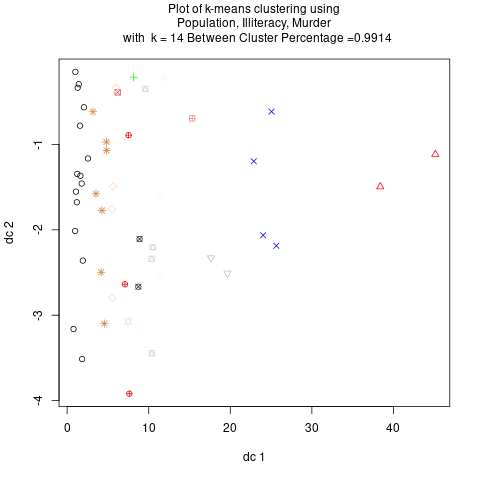 Plot of k-means clustering using
Population, Illiteracy, Murder
with k = 14 Between Cluster Percentage =0.9914
-1
-2
-3
-4
dc 2
0 10 20 30 40
dc 1